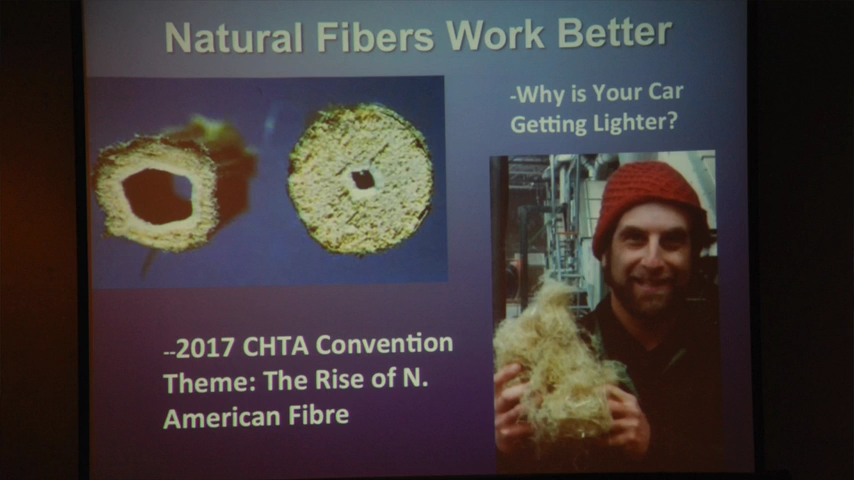 Natural Fibers Work Better
-Why is Your Car
Getting Lighter?
--2017 CHTA Convention
Theme: The Rise of N.
American Fibre